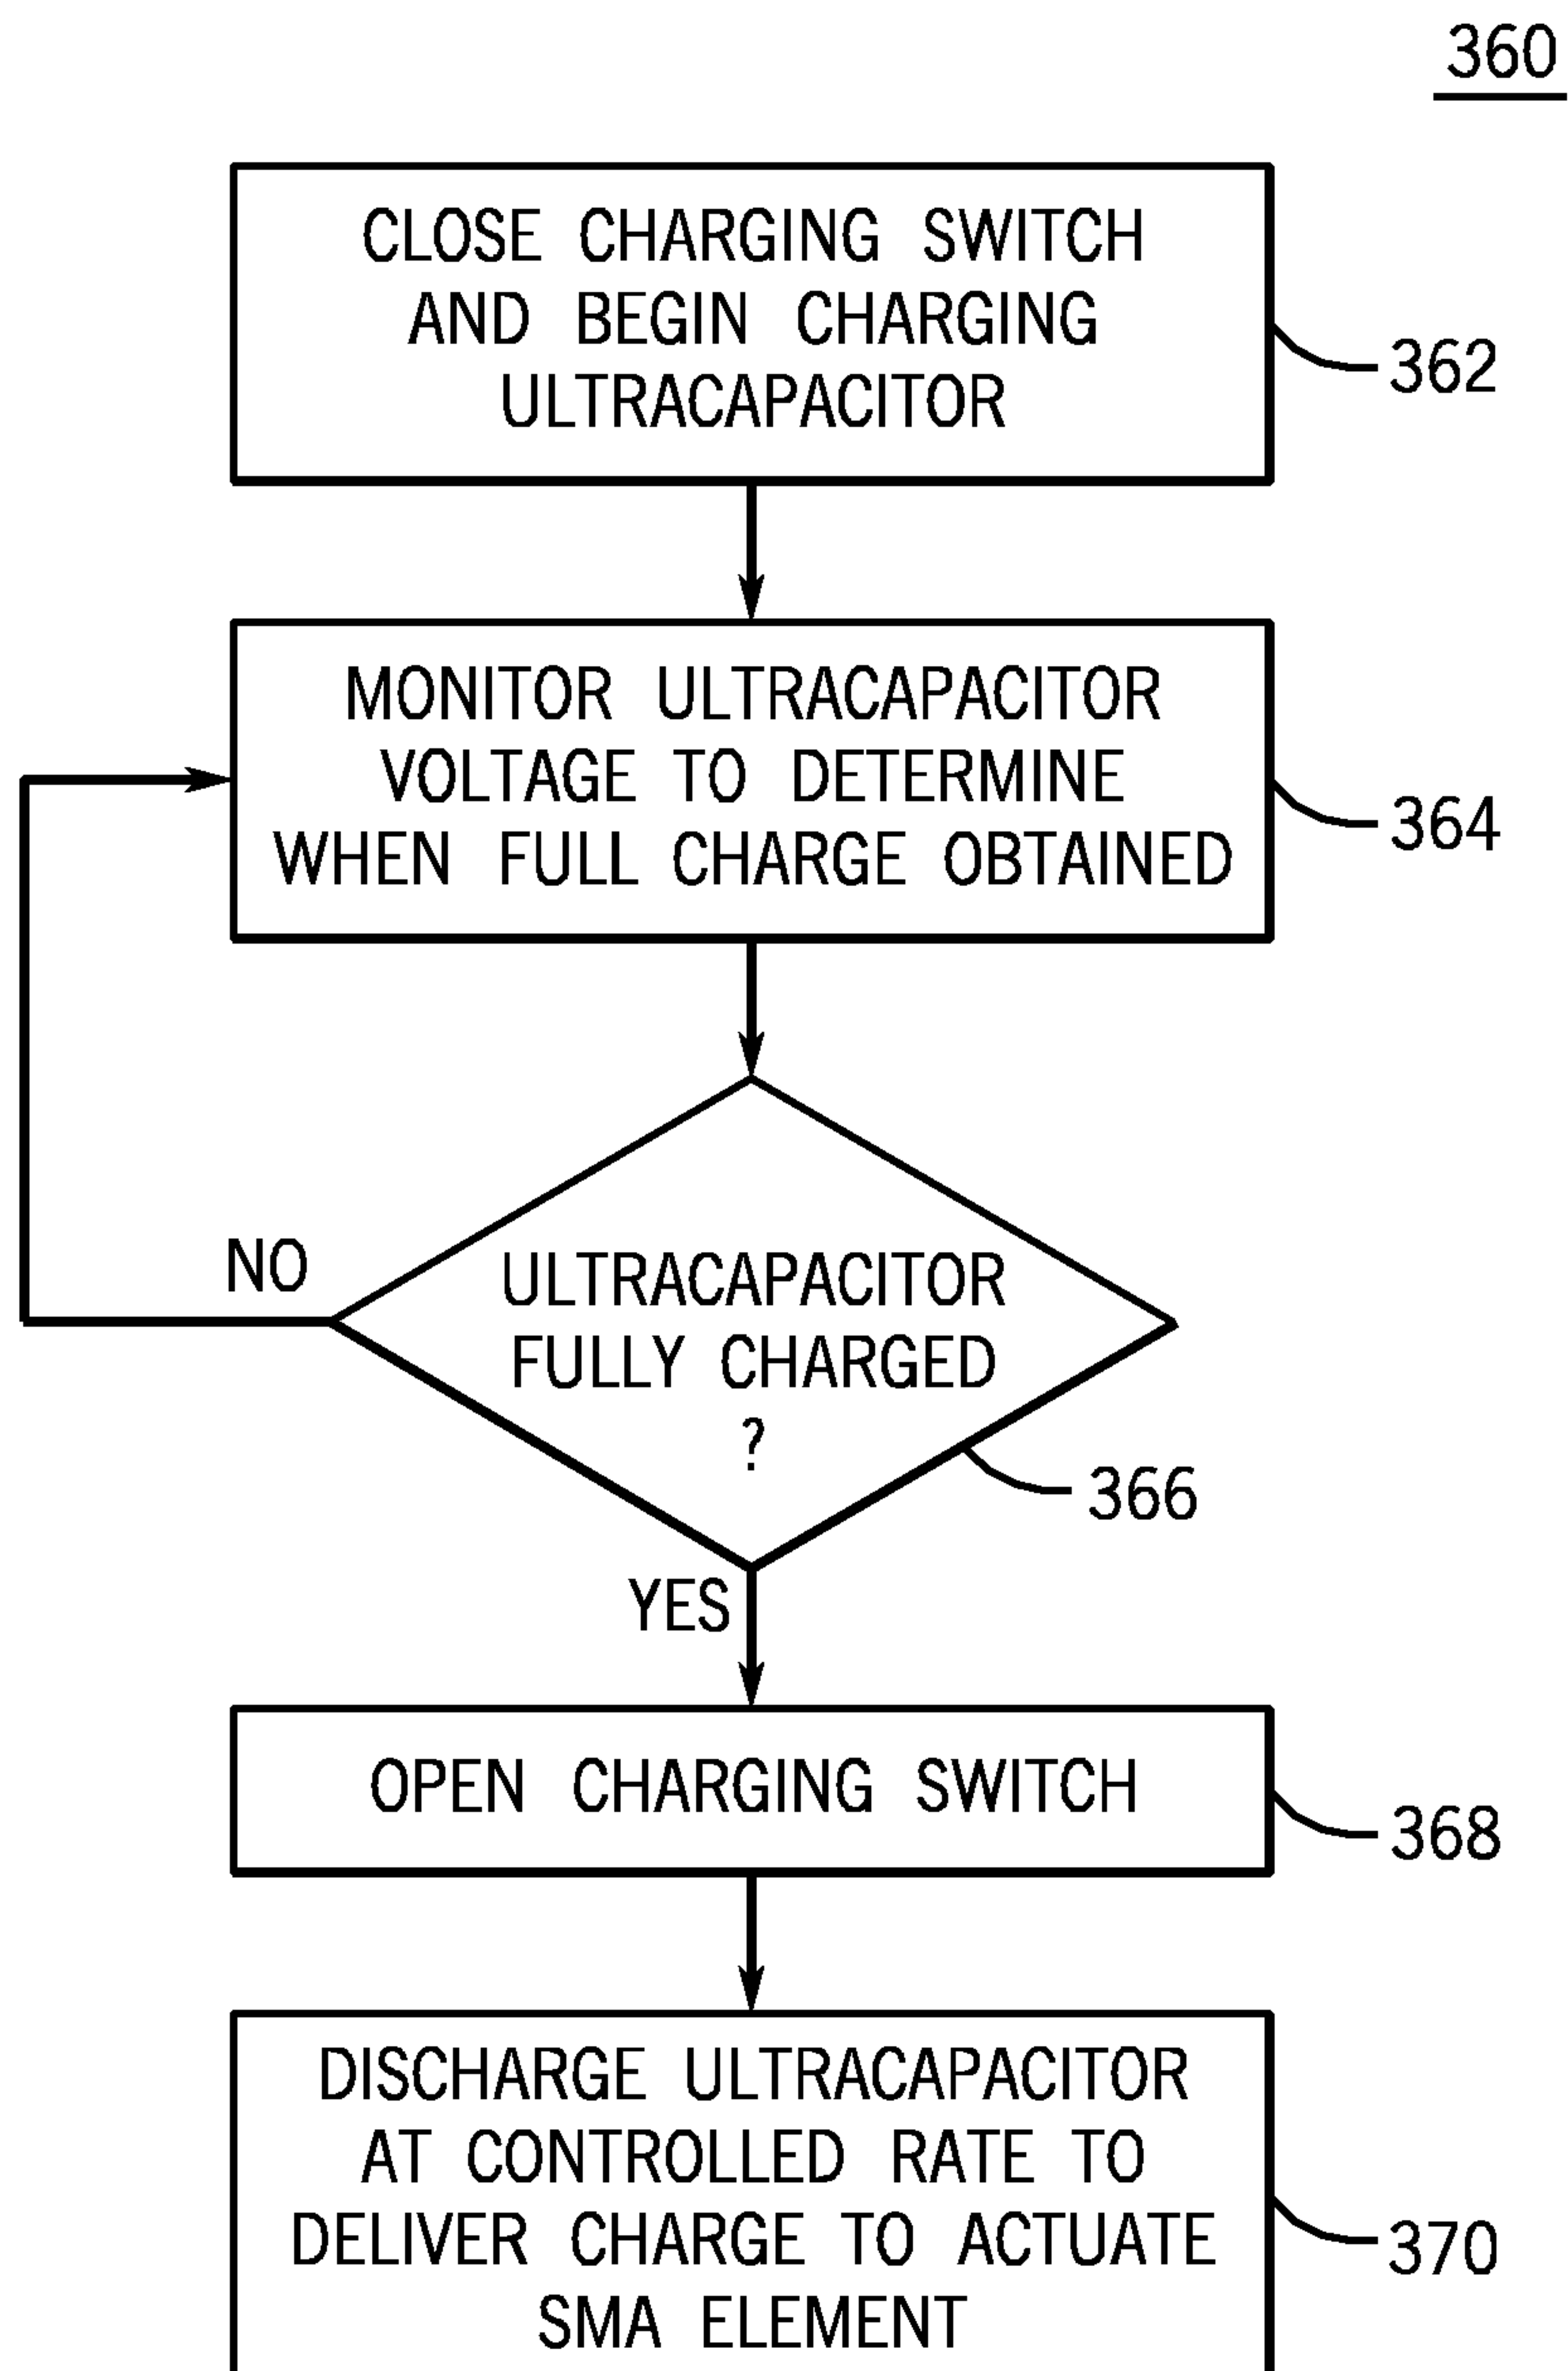 360
CLOSE CHARGING SWITCH
AND BEGIN CHARGING
ULTRACAPACITOR
362
MONITOR ULTRACAPACITOR
VOLTAGE TO DETERMINE
WHEN FULL CHARGE OBTAINED
364
NO
ULTRACAPACITOR
FULLY CHARGED
?
366
YES
OPEN CHARGING SWITCH
368
DISCHARGE ULTRACAPACITOR
AT CONTROLLED RATE TO
DELIVER CHARGE TO ACTUATE
SMA ELEMENT
370